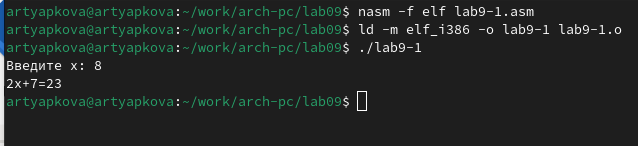 artyapkova@artyapkova:~/work/arch-pc/lab09$ nasm -f elf lab9-1.asm
artyapkova@artyapkova:~/work/arch-pc/lab09$ ld -m elf_i386 -o lab9-1 lab9-1.o
artyapkova@artyapkova:~/work/arch-pc/lab09$ ./lab9-1
Введите x: 8
2x+7=23
artyapkova@artyapkova:~/work/arch-pc/lab09$